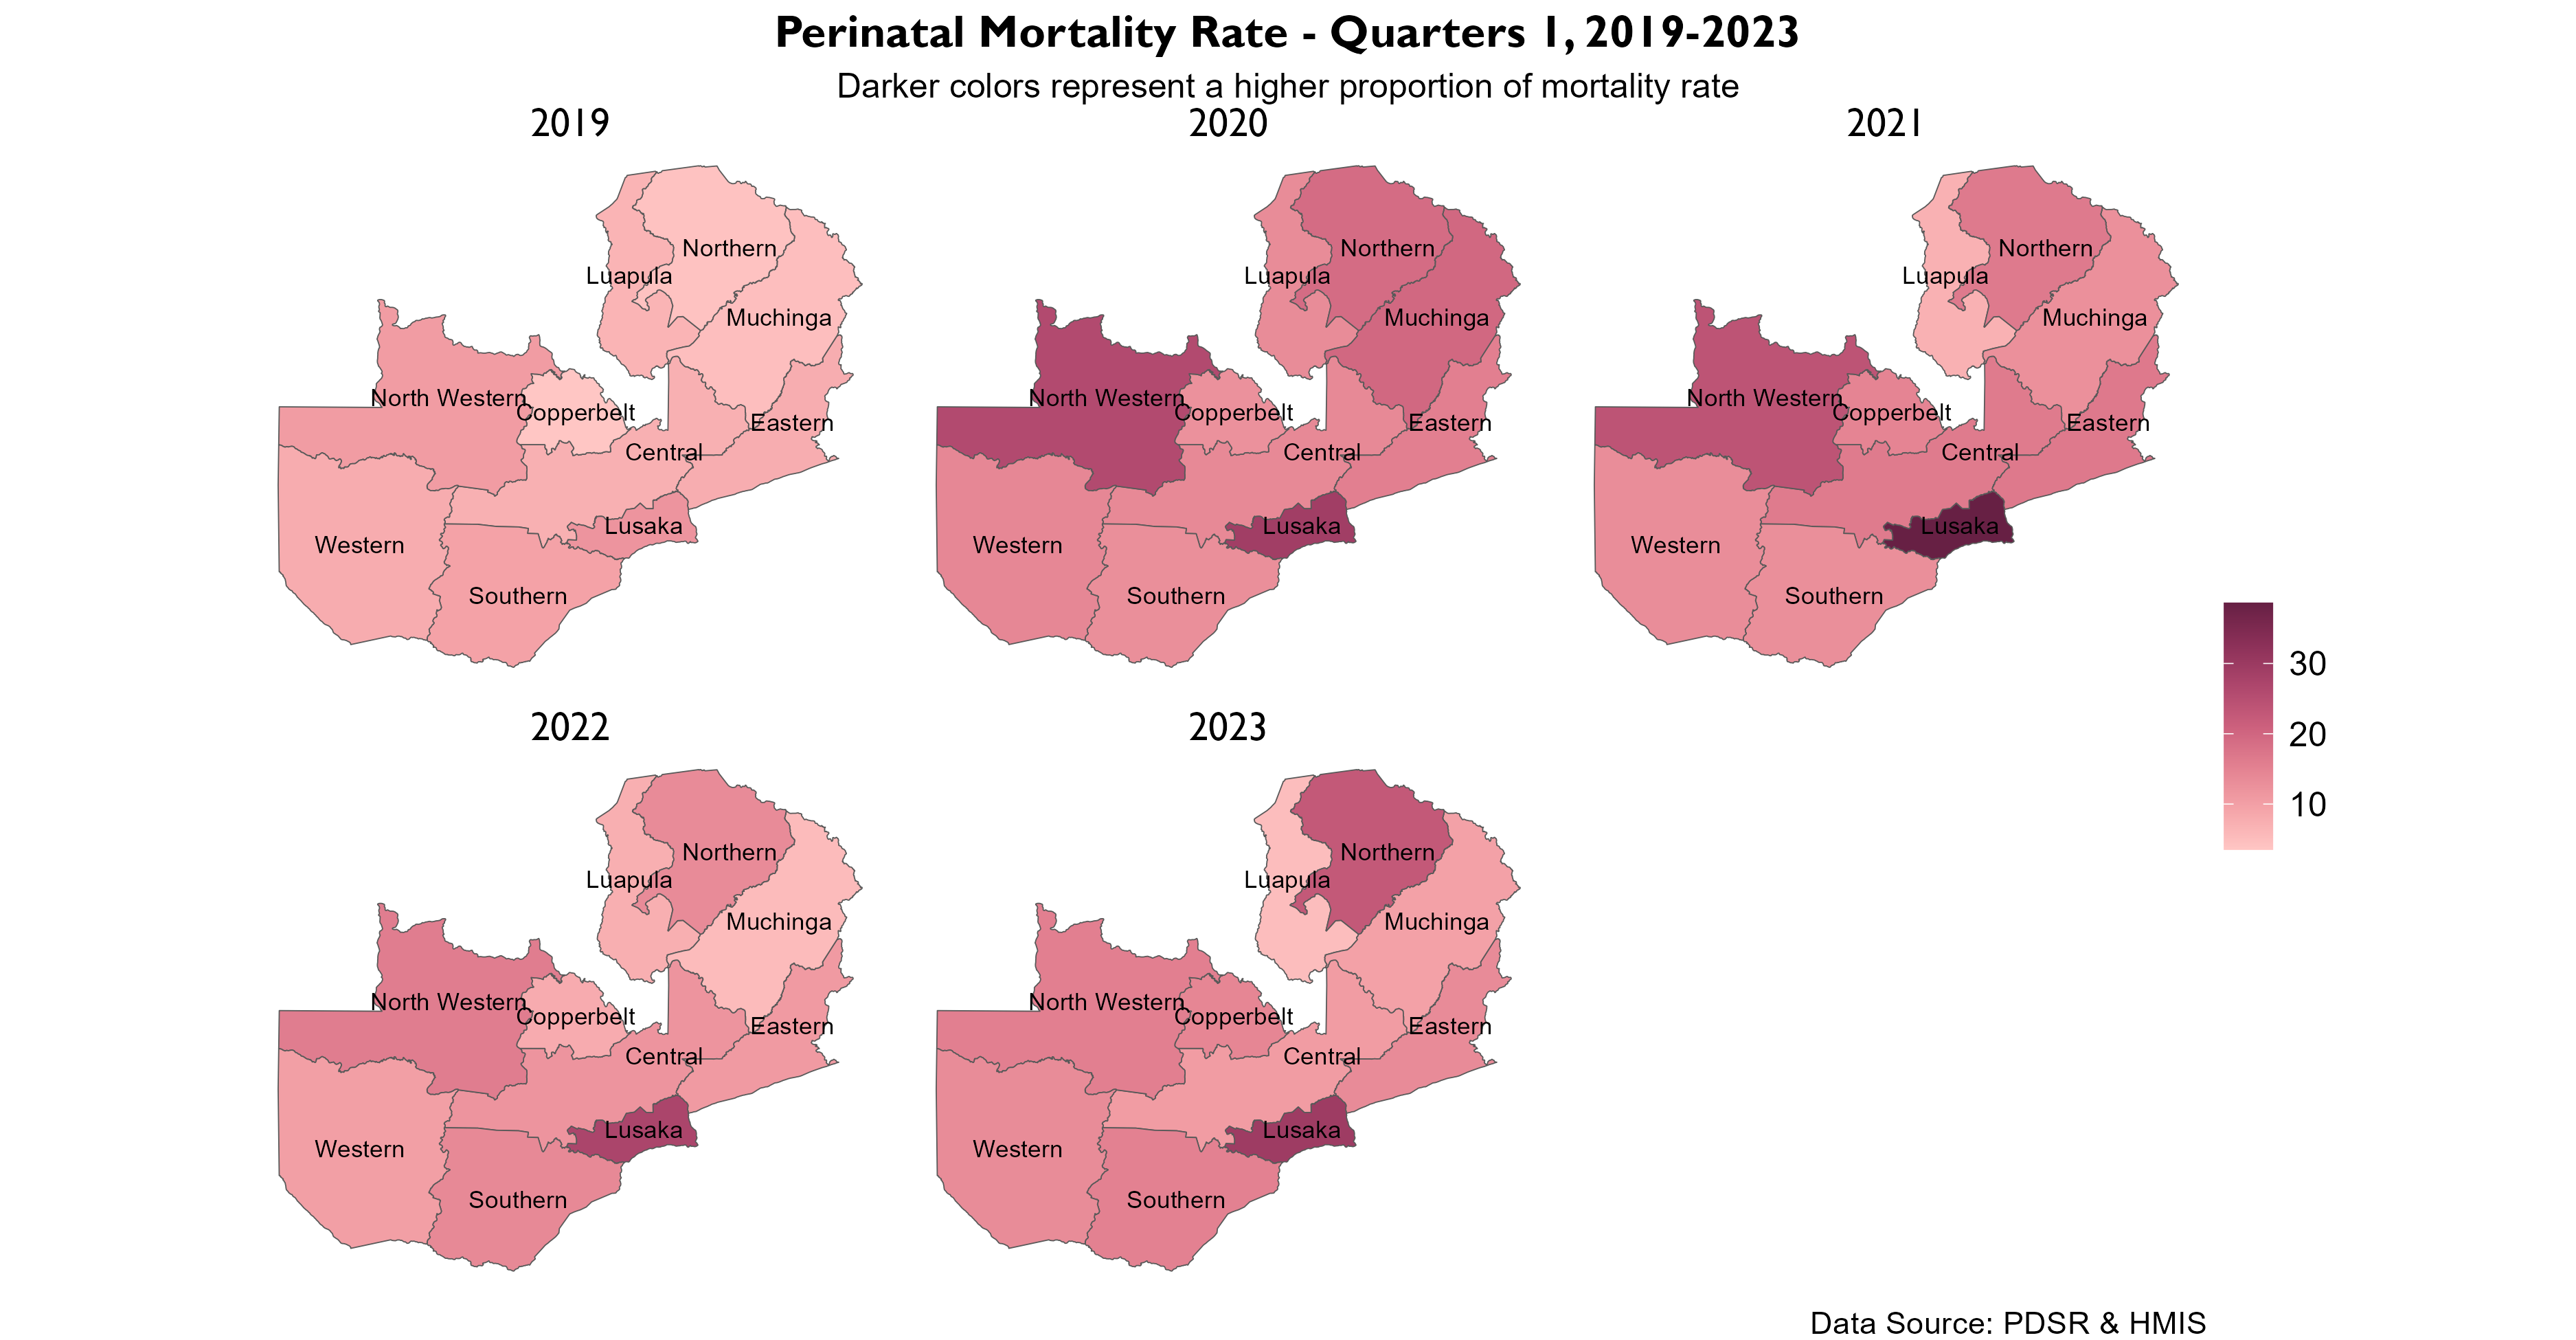 Perinatal Mortality Rate - Quarters 1, 2019-2023
Darker colors represent a higher proportion of mortality rate
2019
2020
2021
Northern
Luapula
Muchinga
North Western
Copperbelt
Eastern
Central
Lusaka
Western
Southern
Northern
Luapula
Muchinga
North Western
Copperbelt
Eastern
Central
Lusaka
Western
Southern
Northern
Luapula
Muchinga
North Western
Copperbelt
Eastern
Central
Lusaka
Western
Southern
30
20
10
2022
2023
Northern
Luapula
Muchinga
North Western
Copperbelt
Eastern
Central
Lusaka
Western
Southern
Northern
Luapula
Muchinga
North Western
Copperbelt
Eastern
Central
Lusaka
Western
Southern
Data Source: PDSR & HMIS